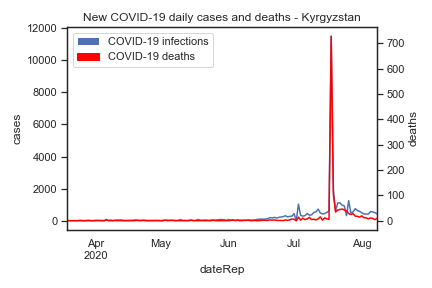 New COVID-19 daily cases and deaths - Kyrgyzstan
COVID-19 infections
COVID-19 deaths
12000
10000
8000
6000
4000
2000
0
cases
700
600
500
400
300
200
100
0
deaths
Apr
2020
May
Jun
Jul
Aug
dateRep